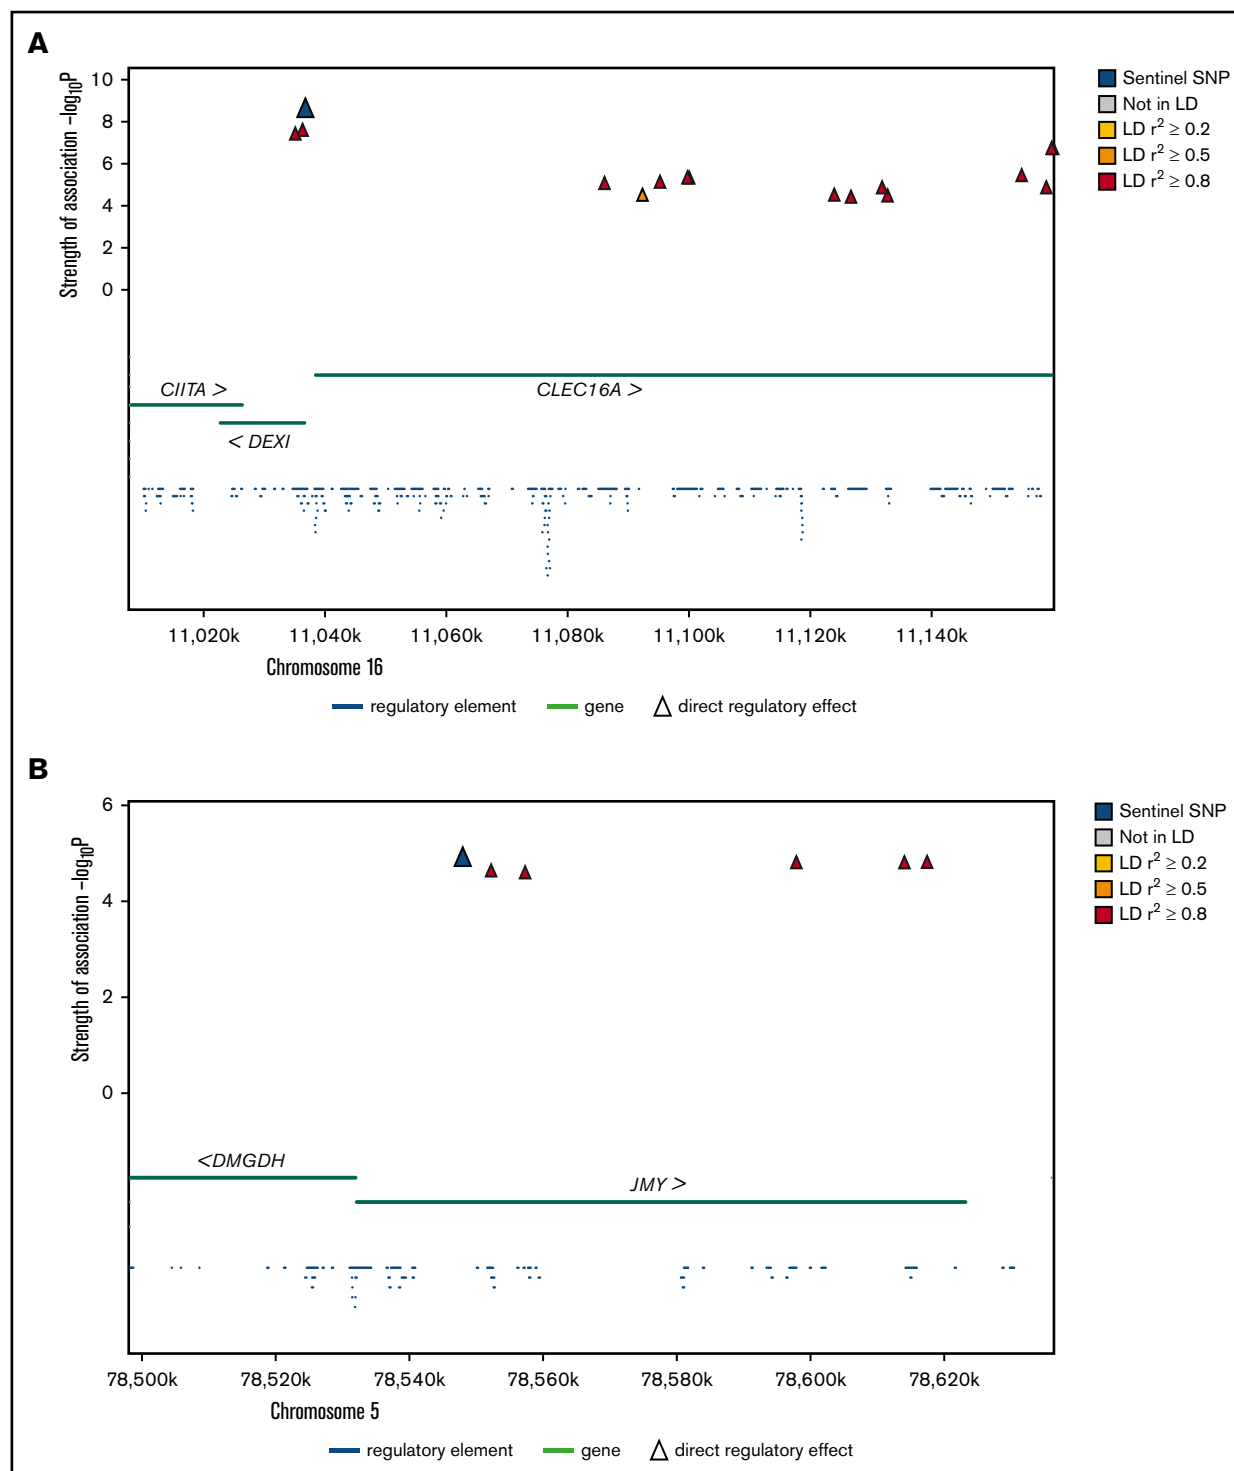 A
Strength of association –log10P
10
8
6
4
2
0
Sentinel SNP
Not in LD
LD r² ≥ 0.2
LD r² ≥ 0.5
LD r² ≥ 0.8
CIITA >
CLEC16A >
< DEXI
11,020k 11,040k 11,060k 11,080k 11,100k 11,120k 11,140k
Chromosome 16
regulatory element gene direct regulatory effect
B
Strength of association –log10P
6
4
2
0
Sentinel SNP
Not in LD
LD r² ≥ 0.2
LD r² ≥ 0.5
LD r² ≥ 0.8
<DMGDH
JMY >
78,500k 78,520k 78,540k 78,560k 78,580k 78,600k 78,620k
Chromosome 5
regulatory element gene direct regulatory effect